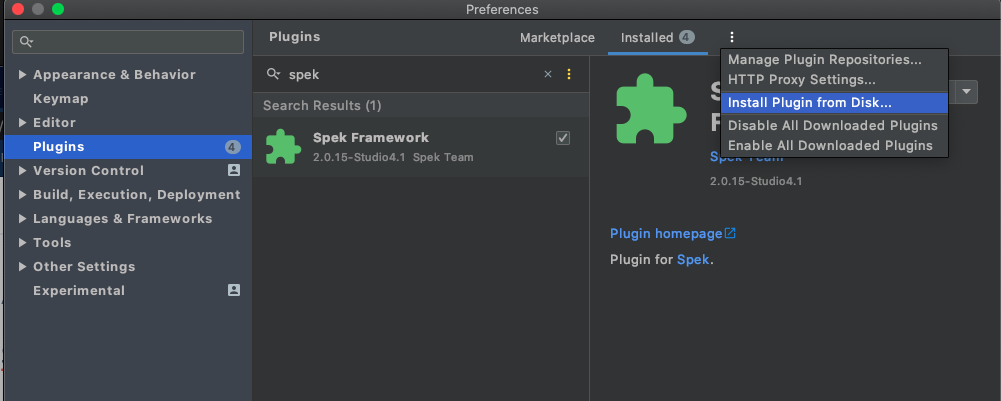 Preferences
Plugins
Marketplace
Installed 4
Manage Plugin Repositories...
HTTP Proxy Settings...
Install Plugin from Disk...
Disable All Downloaded Plugins
Enable All Downloaded Plugins
Appearance & Behavior
Keymap
Editor
Plugins 4
Version Control
Build, Execution, Deployment
Languages & Frameworks
Tools
Other Settings
Experimental
spek
Search Results (1)
Spek Framework
2.0.15-Studio4.1 Spek Team
Spek Team
2.0.15-Studio4.1
Plugin homepage
Plugin for Spek.